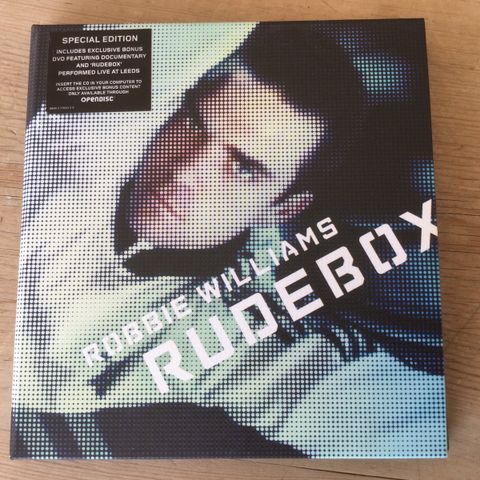 SPECIAL EDITION
INCLUDES EXCLUSIVE BONUS
DVD FEATURING DOCUMENTARY
AND 'RUDEBOX'
PERFORMED LIVE AT LEEDS
INSERT THE CD IN YOUR COMPUTER TO
ACCESS EXCLUSIVE BONUS CONTENT
ONLY AVAILABLE THROUGH
OPENDISC
ROBBIE WILLIAMS
RUDEBOX